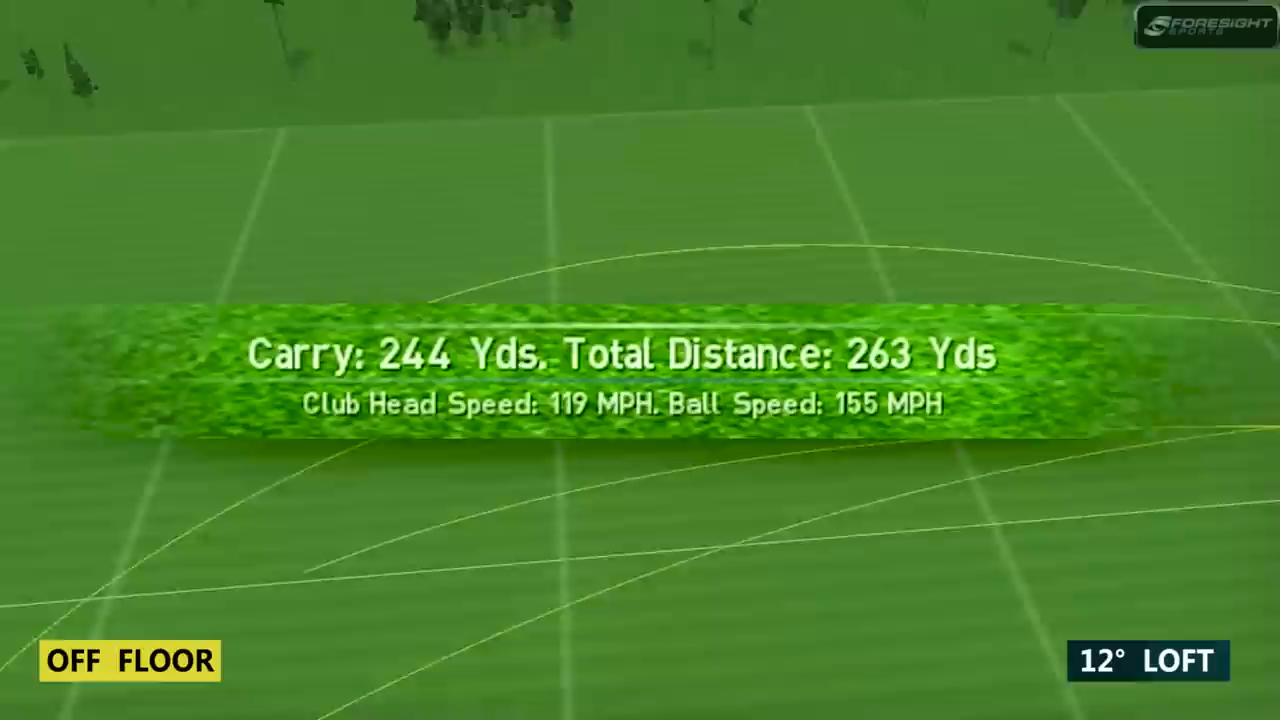 FORESIGHT
SPORTS
Carry: 244 Yds. Total Distance: 263 Yds
Club Head Speed: 119 MPH. Ball Speed: 155 MPH
OFF FLOOR
12° LOFT